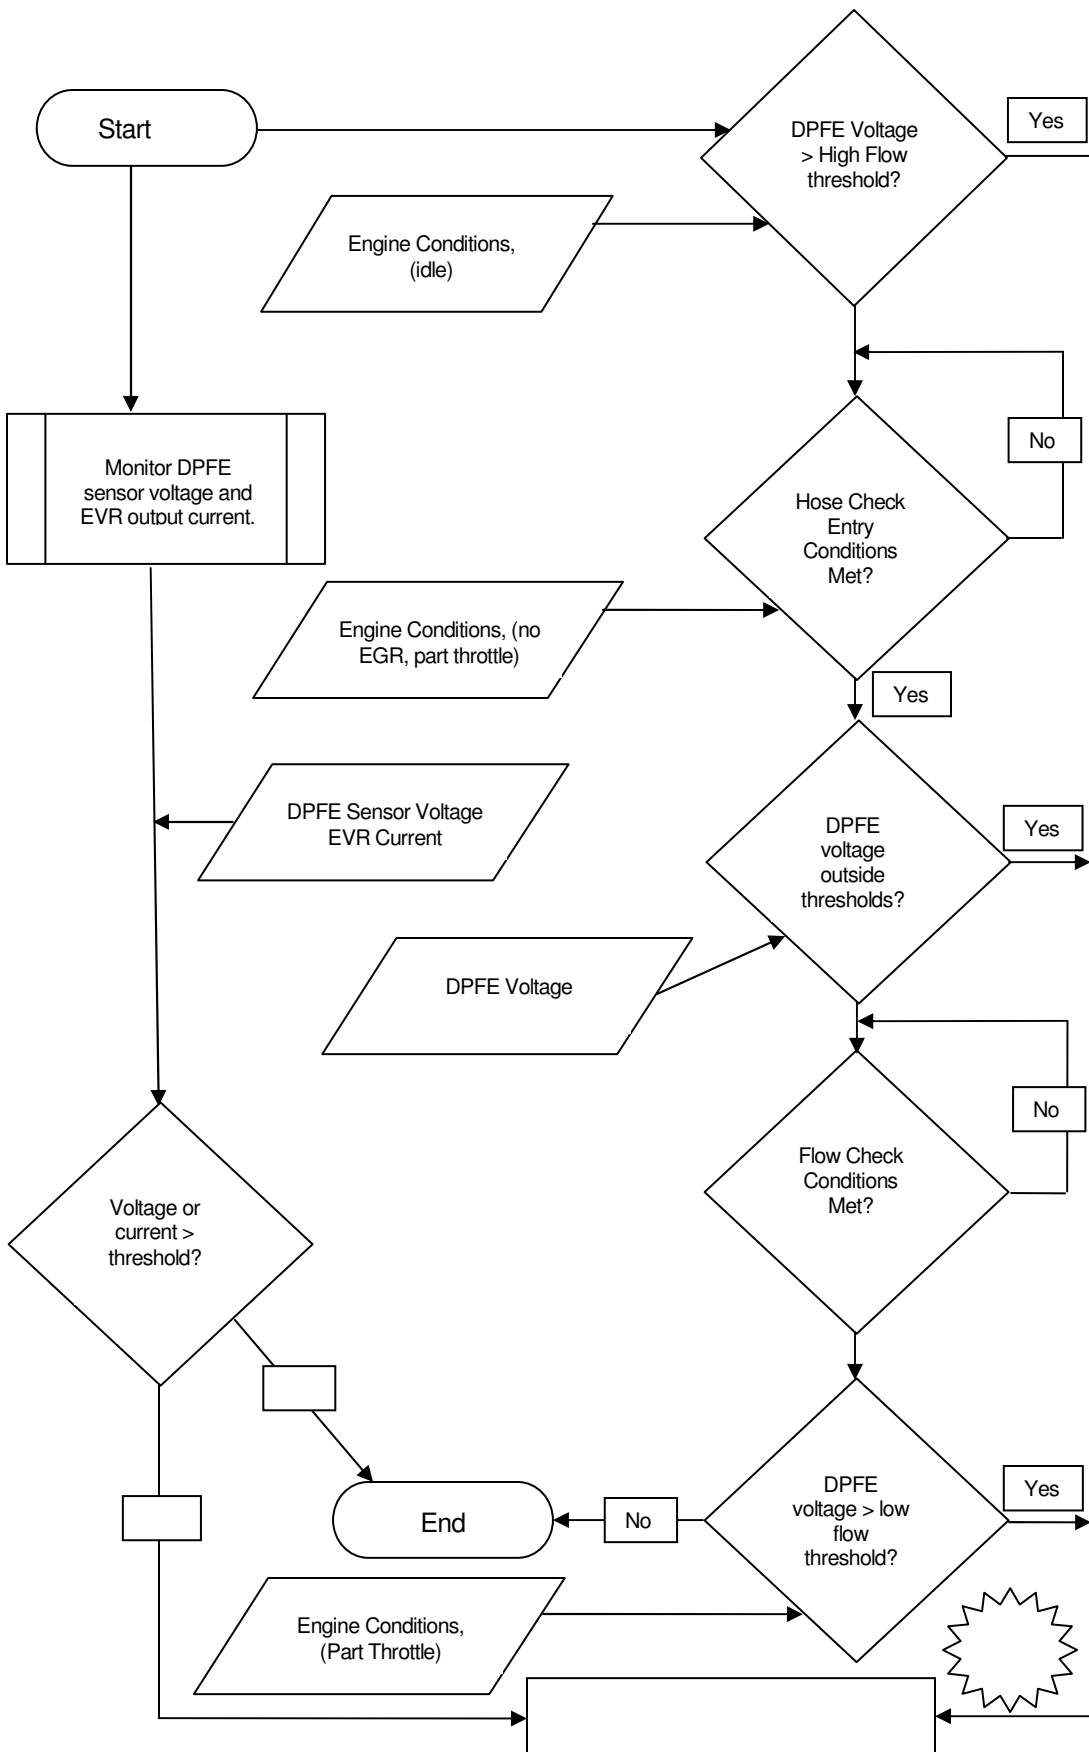 Start
DPFE Voltage
> High Flow
threshold?
Yes
Engine Conditions,
(idle)
Monitor DPFE
sensor voltage and
EVR output current.
No
Hose Check
Entry
Conditions
Met?
Engine Conditions, (no
EGR, part throttle)
Yes
DPFE Sensor Voltage
EVR Current
DPFE
voltage
outside
thresholds?
Yes
DPFE Voltage
No
Flow Check
Conditions
Met?
Voltage or
current >
threshold?
End
No
DPFE
voltage > low
flow
threshold?
Yes
Engine Conditions,
(Part Throttle)